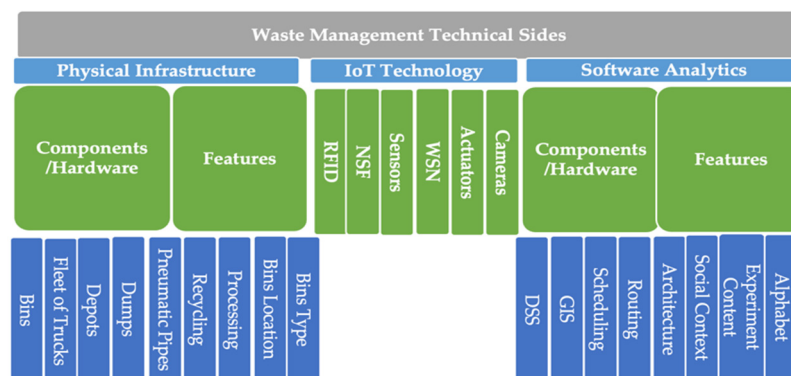 Waste Management Technical Sides
Physical Infrastructure
IoT Technology
Software Analytics
Components
/Hardware
Features
RFID
NSF
Sensors
WSN
Actuators
Cameras
Components
/Hardware
Features
Bins
Fleet of Trucks
Depots
Dumps
Pneumatic Pipes
Recycling
Processing
Bins Location
Bins Type
DSS
GIS
Scheduling
Routing
Architecture
Social Context
Experiment
Content
Alphabet